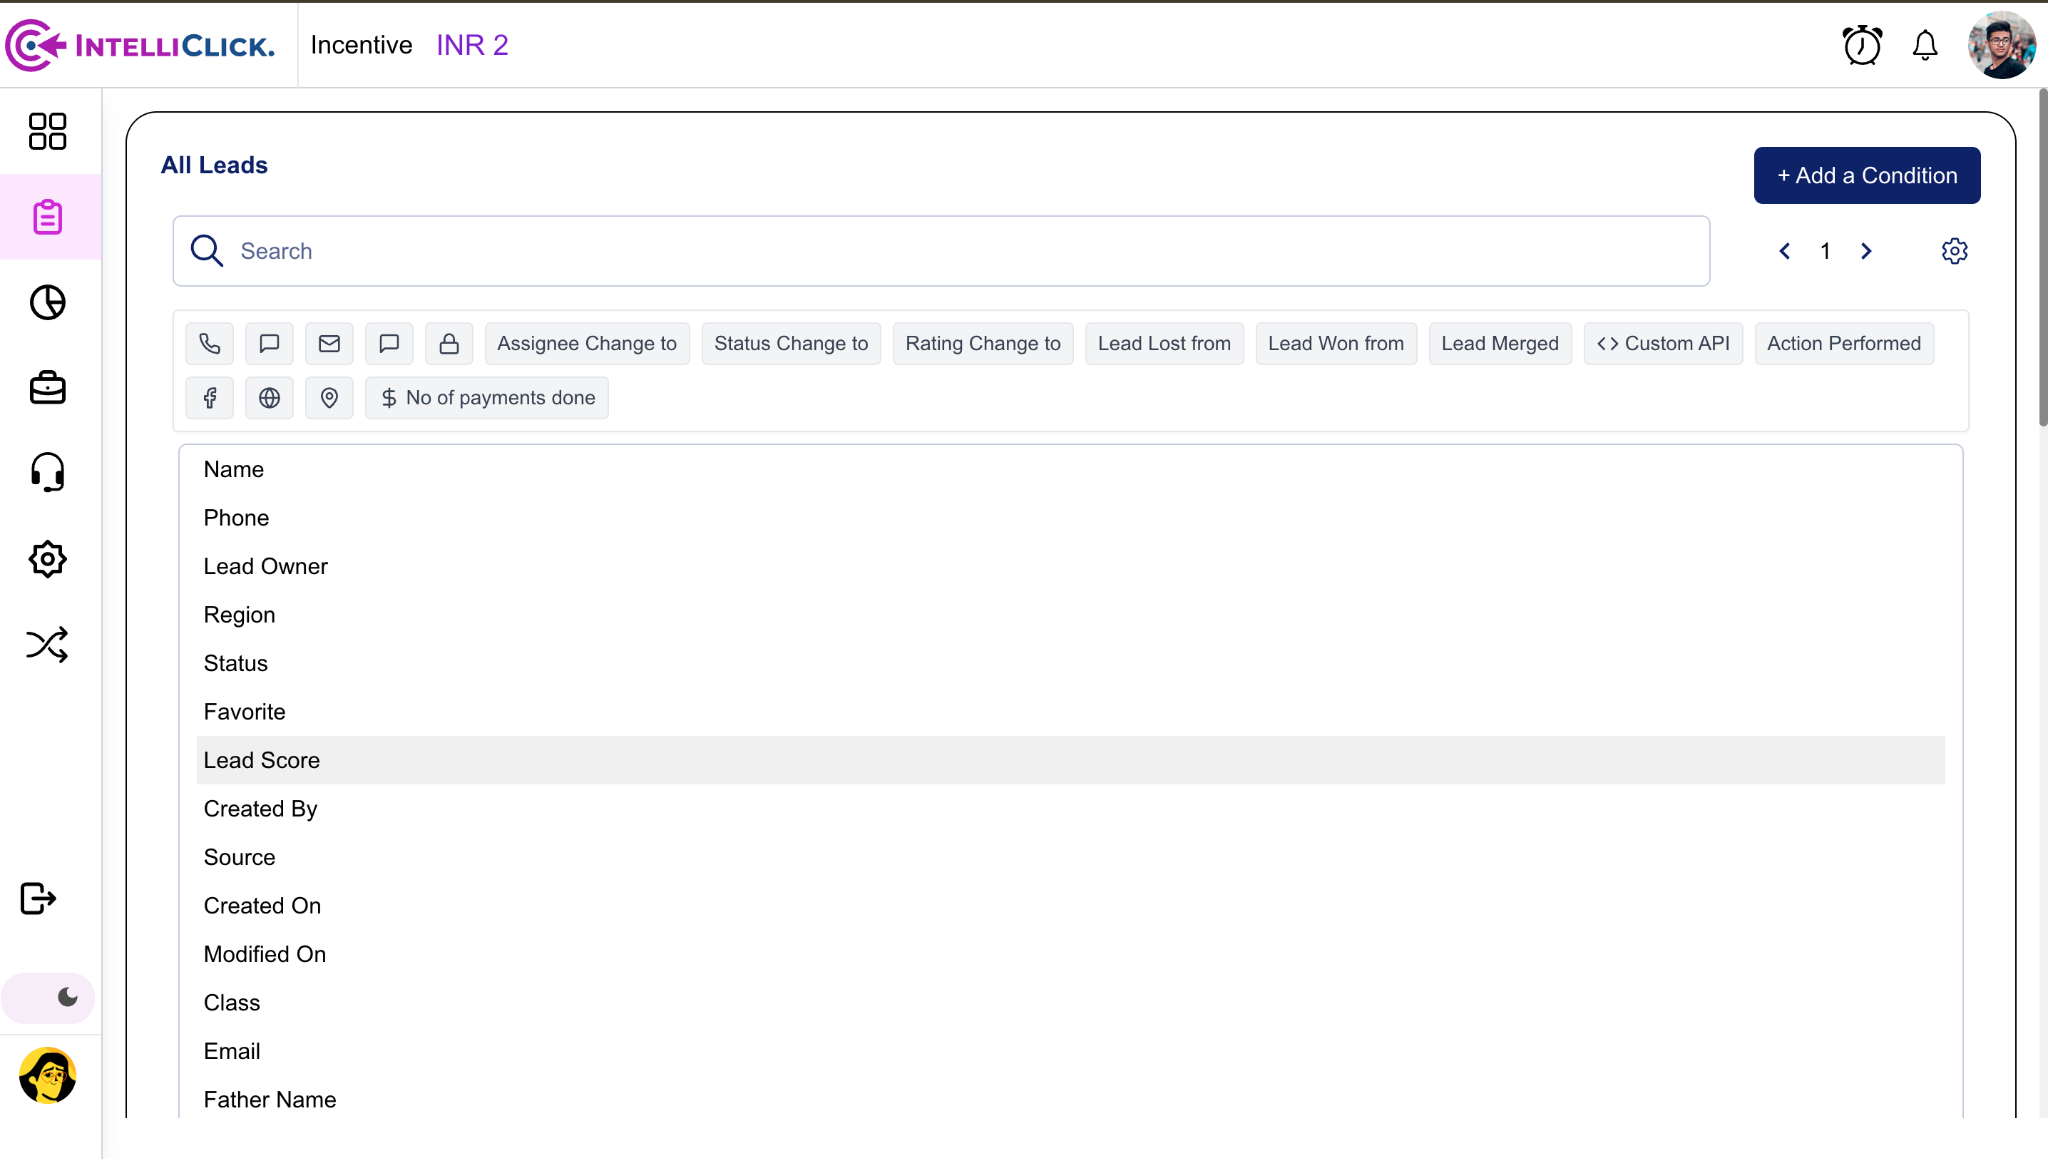 INTELLICLICK.
Incentive INR 2
All Leads
+ Add a Condition
Search
1
Assignee Change to
Status Change to
Rating Change to
Lead Lost from
Lead Won from
Lead Merged
<> Custom API
Action Performed
$ No of payments done
Name
Phone
Lead Owner
Region
Status
Favorite
Lead Score
Created By
Source
Created On
Modified On
Class
Email
Father Name